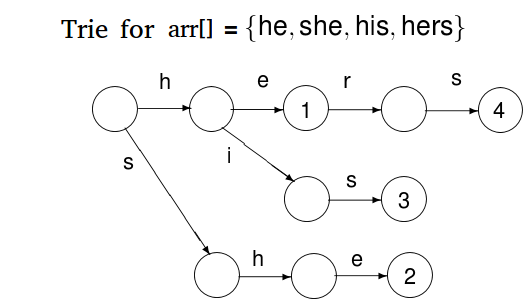 Trie for arr[] = {he, she, his, hers}
h e r s
1 4
s i
s
3
h e
2